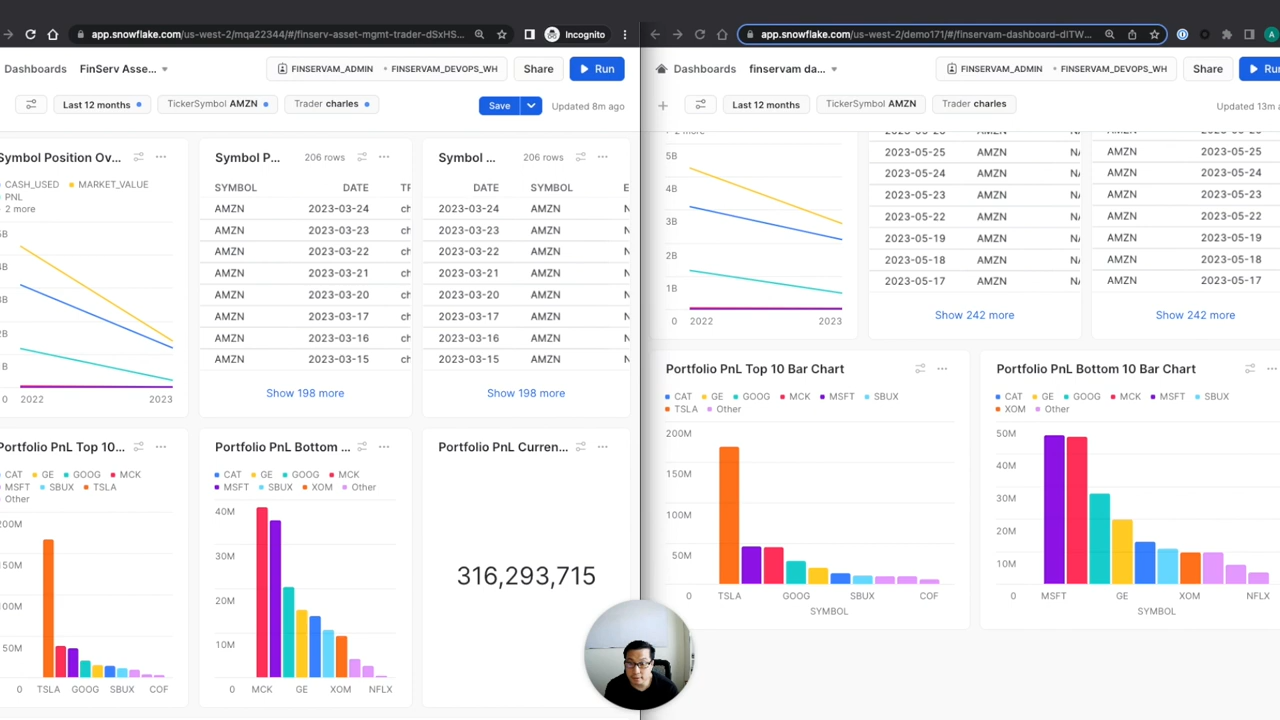 app.snowflake.com/us-west-2/mqa22344/#/finserv-asset-mgmt-trader-dSxHS...
Incognito
Dashboards
FinServ Asse...
FINSERVAM_ADMIN • FINSERVAM_DEVOPS_WH
Share
Run
Last 12 months
TickerSymbol AMZN
Trader charles
Save
Updated 8m ago
Symbol Position Ov...
CASH_USED
MARKET_VALUE
PNL
2 more
2022
2023
Symbol P...
206 rows
SYMBOL DATE
AMZN 2023-03-24
AMZN 2023-03-23
AMZN 2023-03-22
AMZN 2023-03-21
AMZN 2023-03-20
AMZN 2023-03-17
AMZN 2023-03-16
AMZN 2023-03-15
Show 198 more
Symbol ...
206 rows
DATE SYMBOL
2023-03-24 AMZN
2023-03-23 AMZN
2023-03-22 AMZN
2023-03-21 AMZN
2023-03-20 AMZN
2023-03-17 AMZN
2023-03-16 AMZN
2023-03-15 AMZN
Show 198 more
Portfolio PnL Top 10...
CAT GE GOOG MCK
MSFT SBUX TSLA
Other
200M
150M
100M
50M
0
TSLA GOOG SBUX COF
Portfolio PnL Bottom ...
CAT GE GOOG MCK
MSFT SBUX XOM Other
40M
30M
20M
10M
0
MCK GE XOM NFLX
Portfolio PnL Curren...
316,293,715
app.snowflake.com/us-west-2/demo171/#/finservam-dashboard-dITW...
A
Dashboards
finservam da...
FINSERVAM_ADMIN • FINSERVAM_DEVOPS_WH
Share
Run
Last 12 months
TickerSymbol AMZN
Trader charles
Updated 13m a
5B
4B
3B
2B
1B
0
2022
2023
2023-05-25 AMZN
2023-05-24 AMZN
2023-05-23 AMZN
2023-05-22 AMZN
2023-05-19 AMZN
2023-05-18 AMZN
2023-05-17 AMZN
Show 242 more
AMZN 2023-05-25
AMZN 2023-05-24
AMZN 2023-05-23
AMZN 2023-05-22
AMZN 2023-05-19
AMZN 2023-05-18
AMZN 2023-05-17
Show 242 more
Portfolio PnL Top 10 Bar Chart
CAT GE GOOG MCK MSFT SBUX
TSLA Other
200M
150M
100M
50M
0
TSLA GOOG SBUX COF
SYMBOL
Portfolio PnL Bottom 10 Bar Chart
CAT GE GOOG MCK MSFT SBUX
XOM Other
50M
40M
30M
20M
10M
0
MSFT GE XOM NFLX
SYMBOL